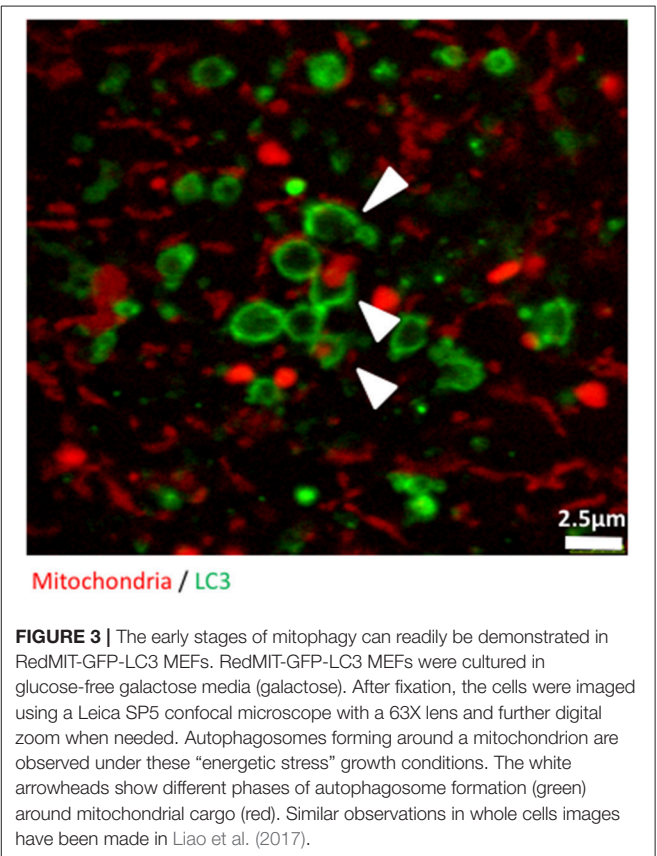 2.5µm
Mitochondria / LC3
FIGURE 3 | The early stages of mitophagy can readily be demonstrated in
RedMIT-GFP-LC3 MEFs. RedMIT-GFP-LC3 MEFs were cultured in
glucose-free galactose media (galactose). After fixation, the cells were imaged
using a Leica SP5 confocal microscope with a 63X lens and further digital
zoom when needed. Autophagosomes forming around a mitochondrion are
observed under these “energetic stress” growth conditions. The white
arrowheads show different phases of autophagosome formation (green)
around mitochondrial cargo (red). Similar observations in whole cells images
have been made in Liao et al. (2017).